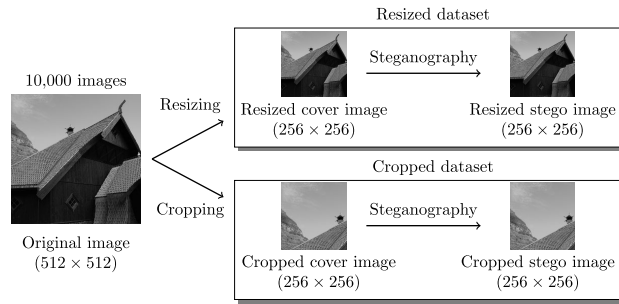 Resized dataset
10,000 images
Steganography
Resizing
Resized cover image
(256 × 256)
Resized stego image
(256 × 256)
Cropped dataset
Cropping
Steganography
Original image
(512 × 512)
Cropped cover image
(256 × 256)
Cropped stego image
(256 × 256)